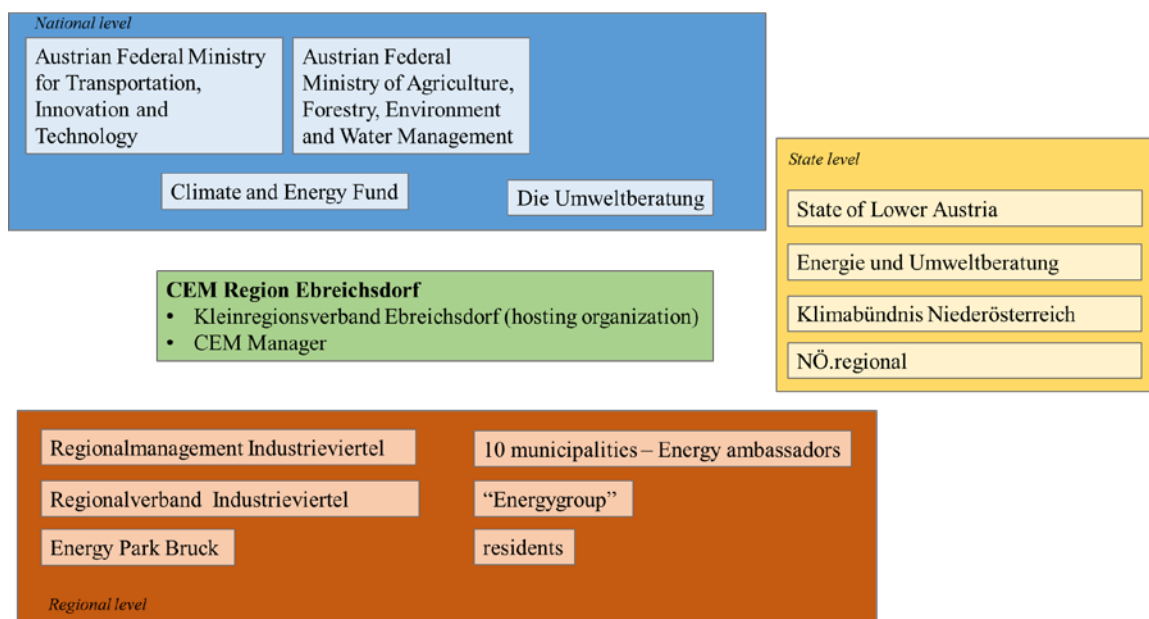 National level
Austrian Federal Ministry
for Transportation,
Innovation and
Technology
Austrian Federal
Ministry of Agriculture,
Forestry, Environment
and Water Management
Climate and Energy Fund
Die Umweltberatung
State level
State of Lower Austria
Energie und Umweltberatung
Klimabündnis Niederösterreich
NÖ.regional
CEM Region Ebreichsdorf
• Kleinregionsverband Ebreichsdorf (hosting organization)
• CEM Manager
Regionalmanagement Industrieviertel
Regionalverband Industrieviertel
Energy Park Bruck
10 municipalities – Energy ambassadors
“Energygroup”
residents
Regional level